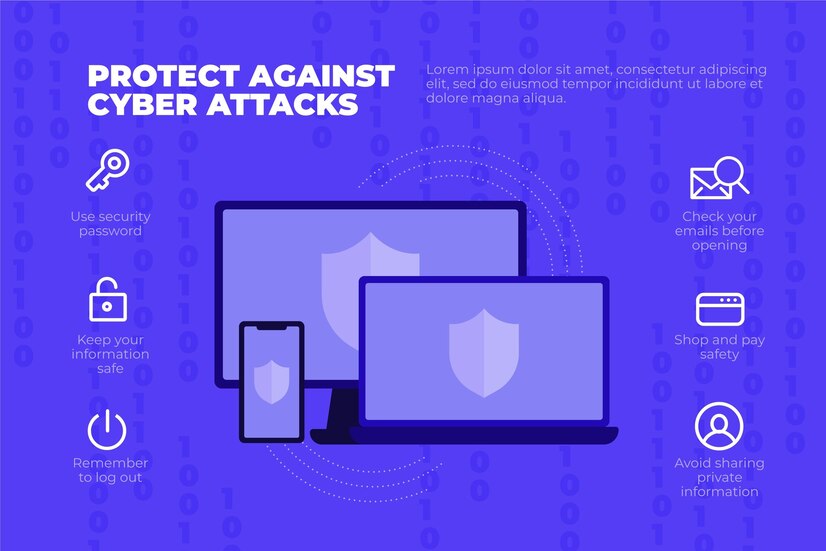 PROTECT AGAINST
CYBER ATTACKS
Lorem ipsum dolor sit amet, consectetur adipiscing
elit, sed do eiusmod tempor incididunt ut labore et
dolore magna aliqua.
Use security
password
Keep your
information
safe
Remember
to log out
Check your
emails before
opening
Shop and pay
safety
Avoid sharing
private
information